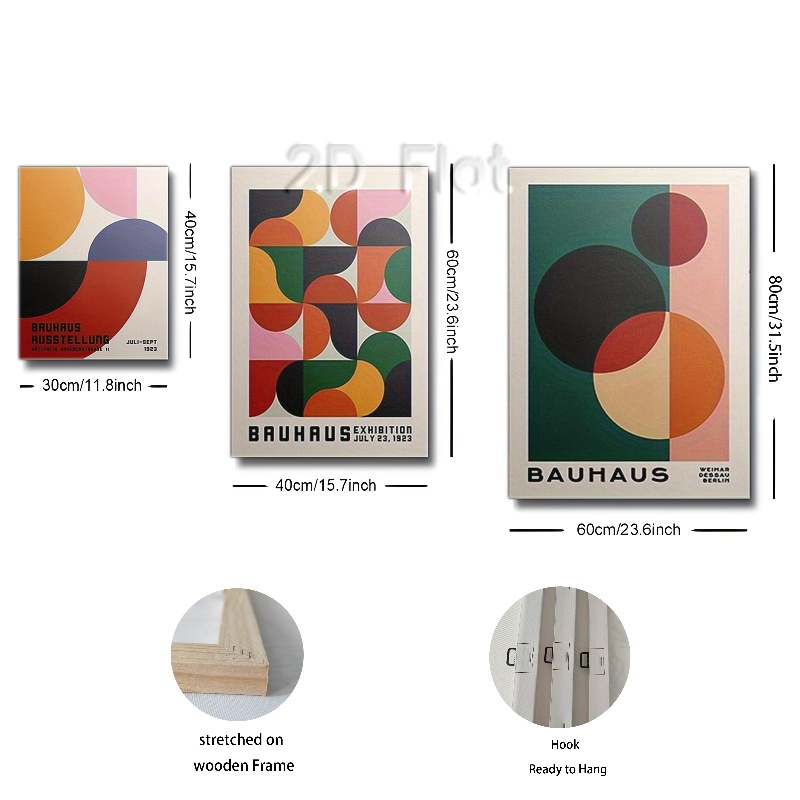 2D Flat
BAUHAUS
AUSSTELLUNG
JULI-SEPT
1923
40cm/15.7inch
30cm/11.8inch
BAUHAUS
EXHIBITION
JULY 23, 1923
60cm/23.6inch
40cm/15.7inch
BAUHAUS
WEIMAR
DESSAU
BERLIN
80cm/31.5inch
60cm/23.6inch
stretched on
wooden Frame
Hook
Ready to Hang